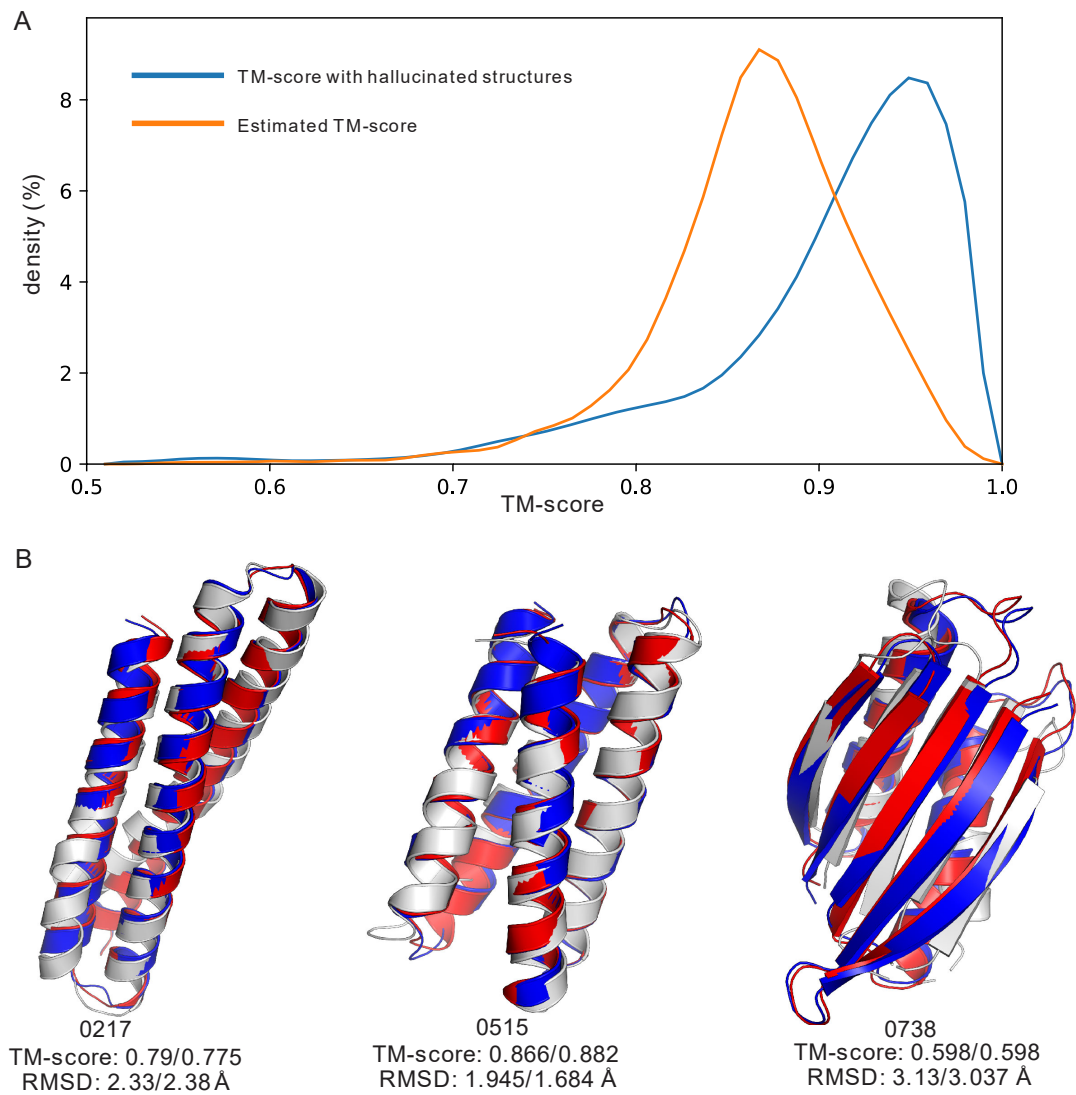 A
TM-score with hallucinated structures
Estimated TM-score
density (%)
8
6
4
2
0
0.5 0.6 0.7 0.8 0.9 1.0
TM-score
B
0217
TM-score: 0.79/0.775
RMSD: 2.33/2.38 Å
0515
TM-score: 0.866/0.882
RMSD: 1.945/1.684 Å
0738
TM-score: 0.598/0.598
RMSD: 3.13/3.037 Å